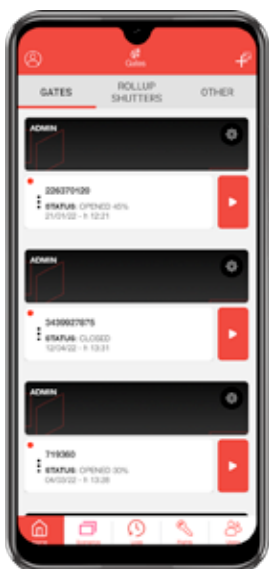 Gates
GATES
ROLLUP
SHUTTERS
OTHER
ADMIN
226370120
STATUS: OPENED 45%
21/01/22 - h 12:21
ADMIN
3439927875
STATUS: CLOSED
12/04/22 - h 13:31
ADMIN
719360
STATUS: OPENED 30%
04/03/22 - h 13:28